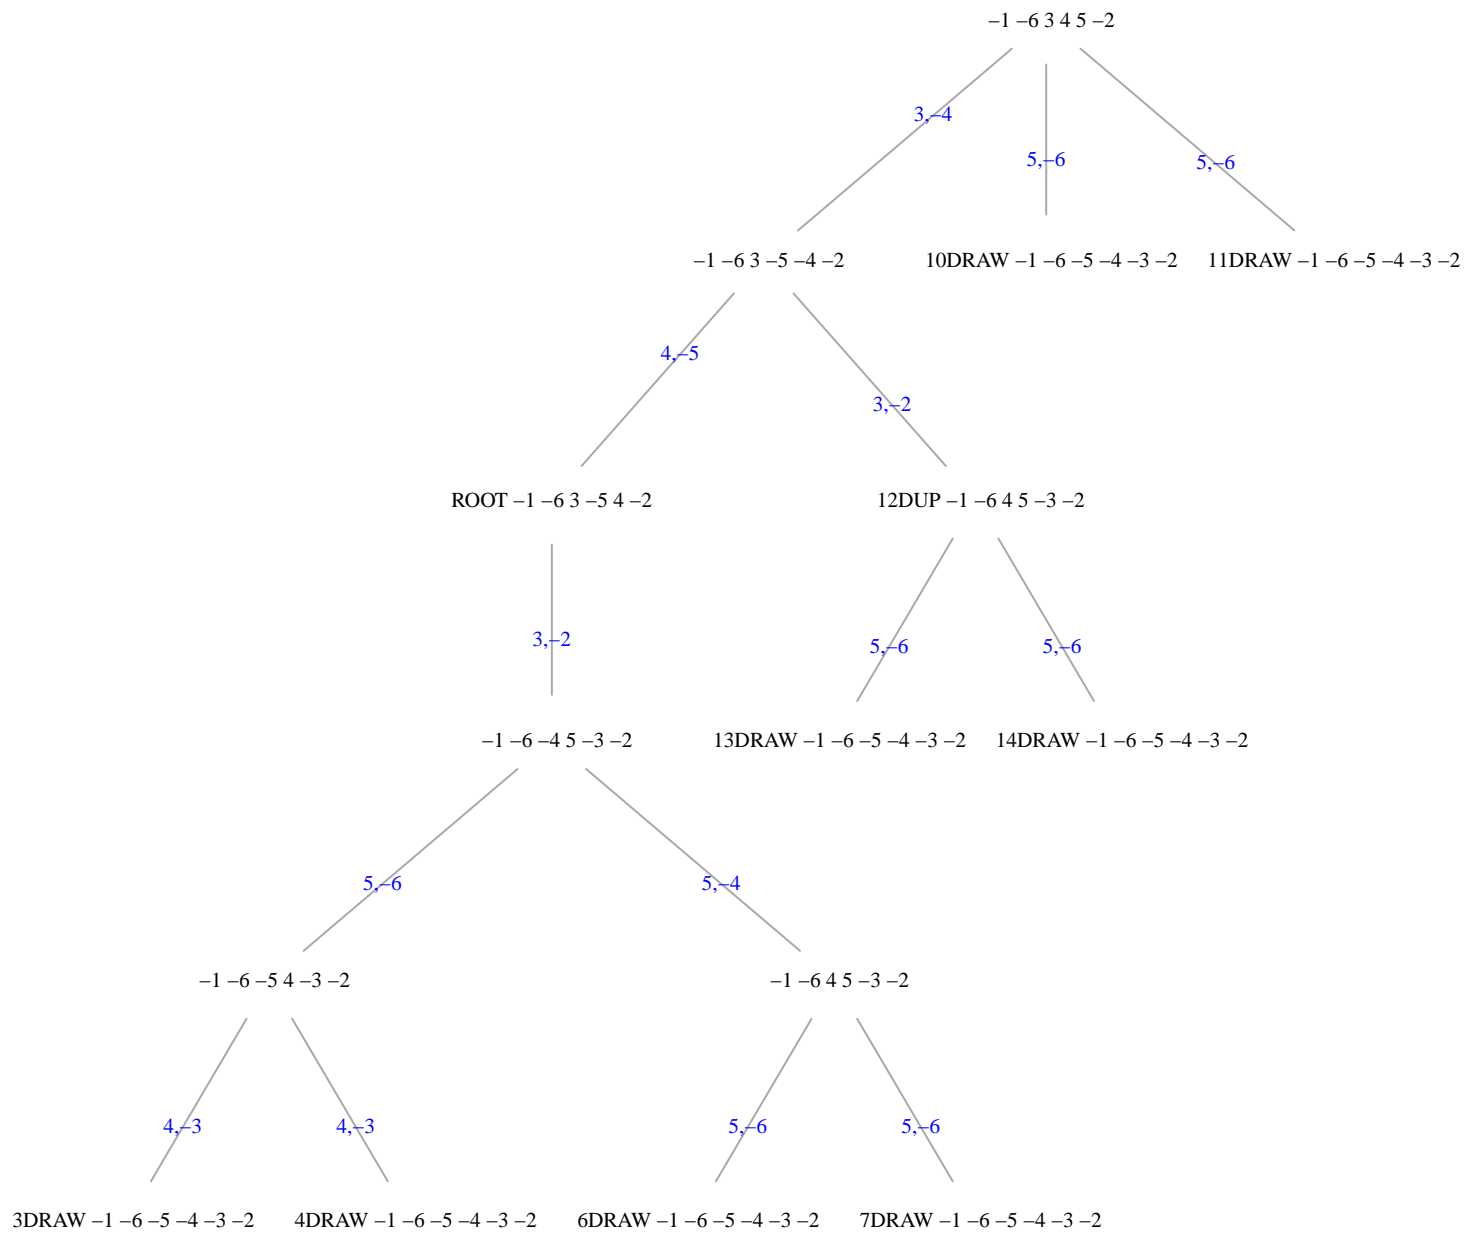 –1 –6 3 4 5 –2
3,–4
5,–6
5,–6
–1 –6 3 –5 –4 –2
10DRAW –1 –6 –5 –4 –3 –2
11DRAW –1 –6 –5 –4 –3 –2
4,–5
3,–2
ROOT –1 –6 3 –5 4 –2
12DUP –1 –6 4 5 –3 –2
3,–2
5,–6
5,–6
–1 –6 –4 5 –3 –2
13DRAW –1 –6 –5 –4 –3 –2
14DRAW –1 –6 –5 –4 –3 –2
5,–6
5,–4
–1 –6 –5 4 –3 –2
–1 –6 4 5 –3 –2
4,–3
4,–3
5,–6
5,–6
3DRAW –1 –6 –5 –4 –3 –2
4DRAW –1 –6 –5 –4 –3 –2
6DRAW –1 –6 –5 –4 –3 –2
7DRAW –1 –6 –5 –4 –3 –2